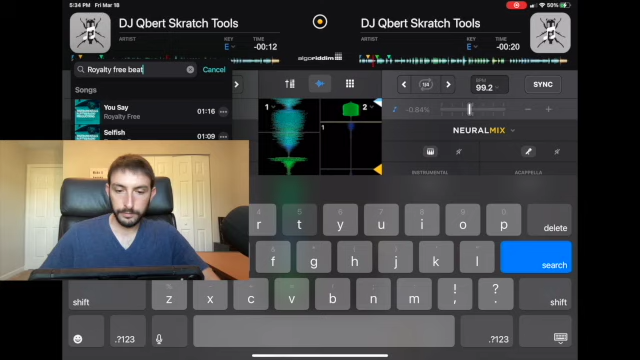 5:34 PM Fri Mar 18
50%
DJ Qbert Skratch Tools
ARTIST
KEY
E
TIME
-00:12
algoriddim
DJ Qbert Skratch Tools
ARTIST
KEY
E
TIME
-00:20
Royalty free beat
Cancel
Songs
You Say
Royalty Free
01:16
Selfish
01:09
1
2
1
1/4
BPM
99.2
SYNC
-0.84%
NEURALMIX
INSTRUMENTAL
ACAPPELLA
r t y u i o p
delete
f g h j k l
search
shift
z x c v b n m ! , ? .
shift
.?123
.?123